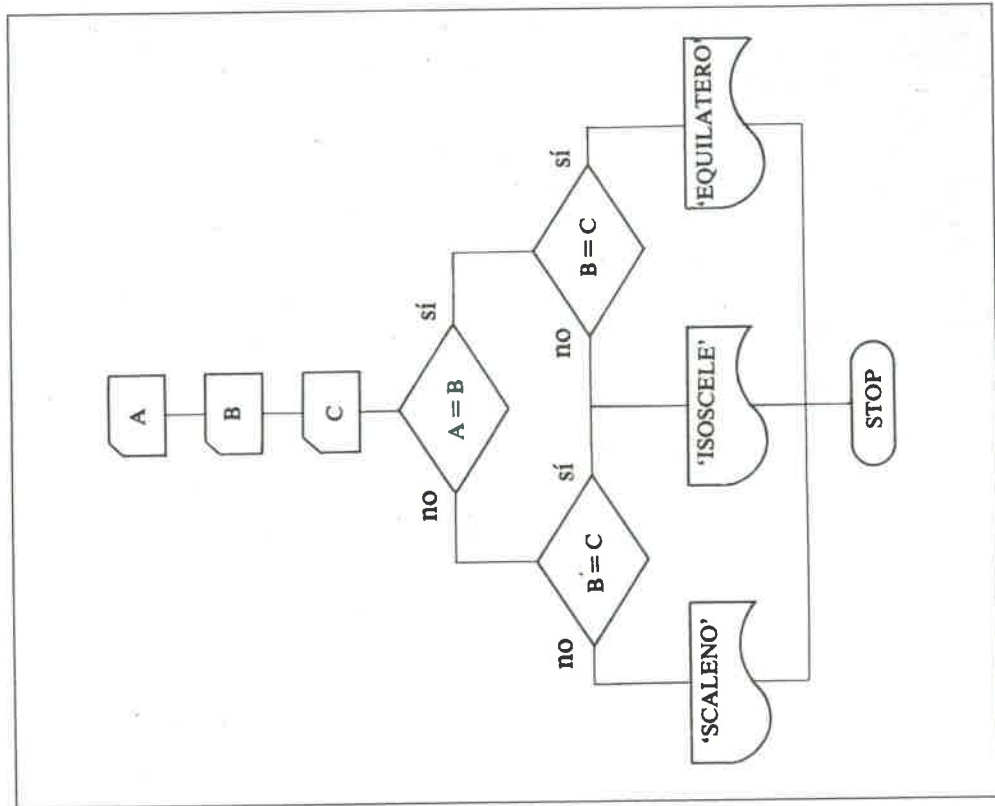 A
B
C
A = B
no
sí
B = C
no
sí
B = C
no
sí
‘SCALENO’
‘ISOSCELE’
‘EQUILATERO’
STOP